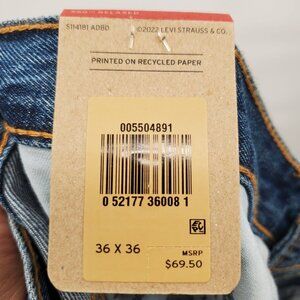 550™ RELAXED
S114181 ADBD ©2022 LEVI STRAUSS & CO.
PRINTED ON RECYCLED PAPER
005504891
0 52177 36008 1
36 X 36
MSRP
$69.50